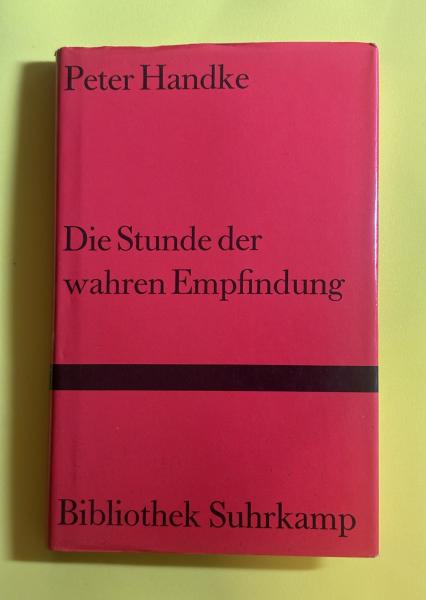 Peter Handke
Die Stunde der
wahren Empfindung
Bibliothek Suhrkamp